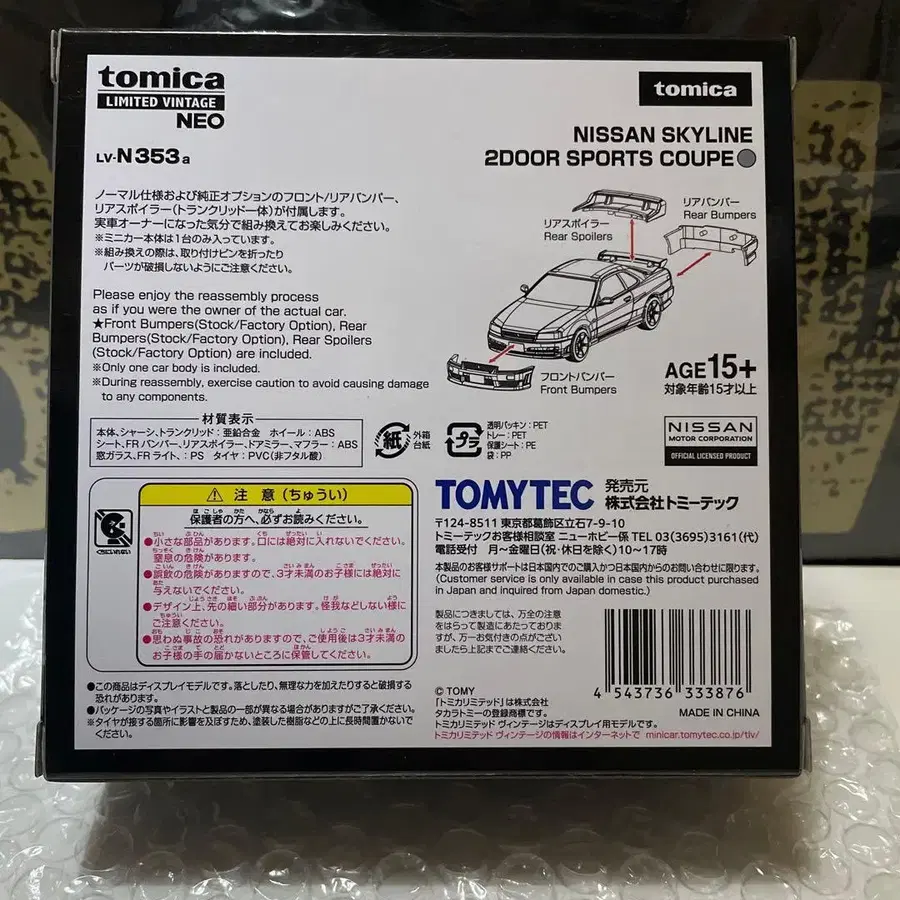 tomica
LIMITED VINTAGE
NEO
LV-N353a
tomica
NISSAN SKYLINE
2DOOR SPORTS COUPE
ノーマル仕様および純正オプションのフロント/リアバンパー、
リアスポイラー(トランクリッド一体)が付属します。
実車オーナーになった気分で組み換えてお楽しみください。
※ミニカー本体は1台のみ入っています。
※組み換えの際は、取り付けピンを折ったり
パーツが破損しないようにご注意ください。
Please enjoy the reassembly process
as if you were the owner of the actual car.
★Front Bumpers(Stock/Factory Option), Rear
Bumpers(Stock/Factory Option), Rear Spoilers
(Stock/Factory Option) are included.
※Only one car body is included.
※During reassembly, exercise caution to avoid causing damage
to any components.
リアスポイラー
Rear Spoilers
リアバンパー
Rear Bumpers
フロントバンパー
Front Bumpers
AGE15+
対象年齢15才以上
材質表示
本体、シャーシ、トランクリッド:亜鉛合金 ホイール:ABS
シート、FRバンパー、リアスポイラー、ドアミラー、マフラー:ABS
窓ガラス、FRライト、:PS タイヤ:PVC(非フタル酸)
紙
外箱
台紙
プラ
透明パッキン:PET
トレー:PET
保護シート:PE
袋:PP
NISSAN
MOTOR CORPORATION
OFFICIAL LICENSED PRODUCT
注意(ちゅうい)
保護者の方へ、必ずお読みください。
●小さな部品があります。口には絶対に入れないでください。
窒息の危険があります。
●誤飲の危険がありますので、3才未満のお子様には絶対に
与えないでください。
●デザイン上、先の細い部分があります。怪我などしない様に
ご注意ください。
●思わぬ事故の恐れがありますので、ご使用後は3才未満の
お子様の手の届かないところに保管してください。
●この商品はディスプレイモデルです。落としたり、無理な力を加えたりすると破損する
恐れがあります。
●パッケージの写真やイラストと製品の一部が異なる場合がありますがご了承ください。
※タイヤが接する箇所に影響を及ぼすため、塗装した樹脂などの上に長時間置かないで
ください。
TOMYTEC
発売元
株式会社トミーテック
〒124-8511 東京都葛飾区立石7-9-10
トミーテックお客様相談室 ニューホビー係 TEL 03(3695)3161(代)
電話受付 月~金曜日(祝・休日を除く)10~17時
本製品のお客様サポートは日本国内でのご購入かつ日本国内からのお問い合わせに限ります。
(Customer service is only available in case this product purchased
in Japan and inquired from Japan domestic.)
製品につきましては、万全の注意
をはらって製造にあたっております
が、万一お気付きの点がござい
ましたら上記までご連絡ください。
4 543736 333876
© TOMY
「トミカリミテッド」は株式会社
タカラトミーの登録商標です。
MADE IN CHINA
トミカリミテッド ヴィンテージはディスプレイ用モデルです。
トミカリミテッド ヴィンテージの情報はインターネットで minicar.tomytec.co.jp/tlv/